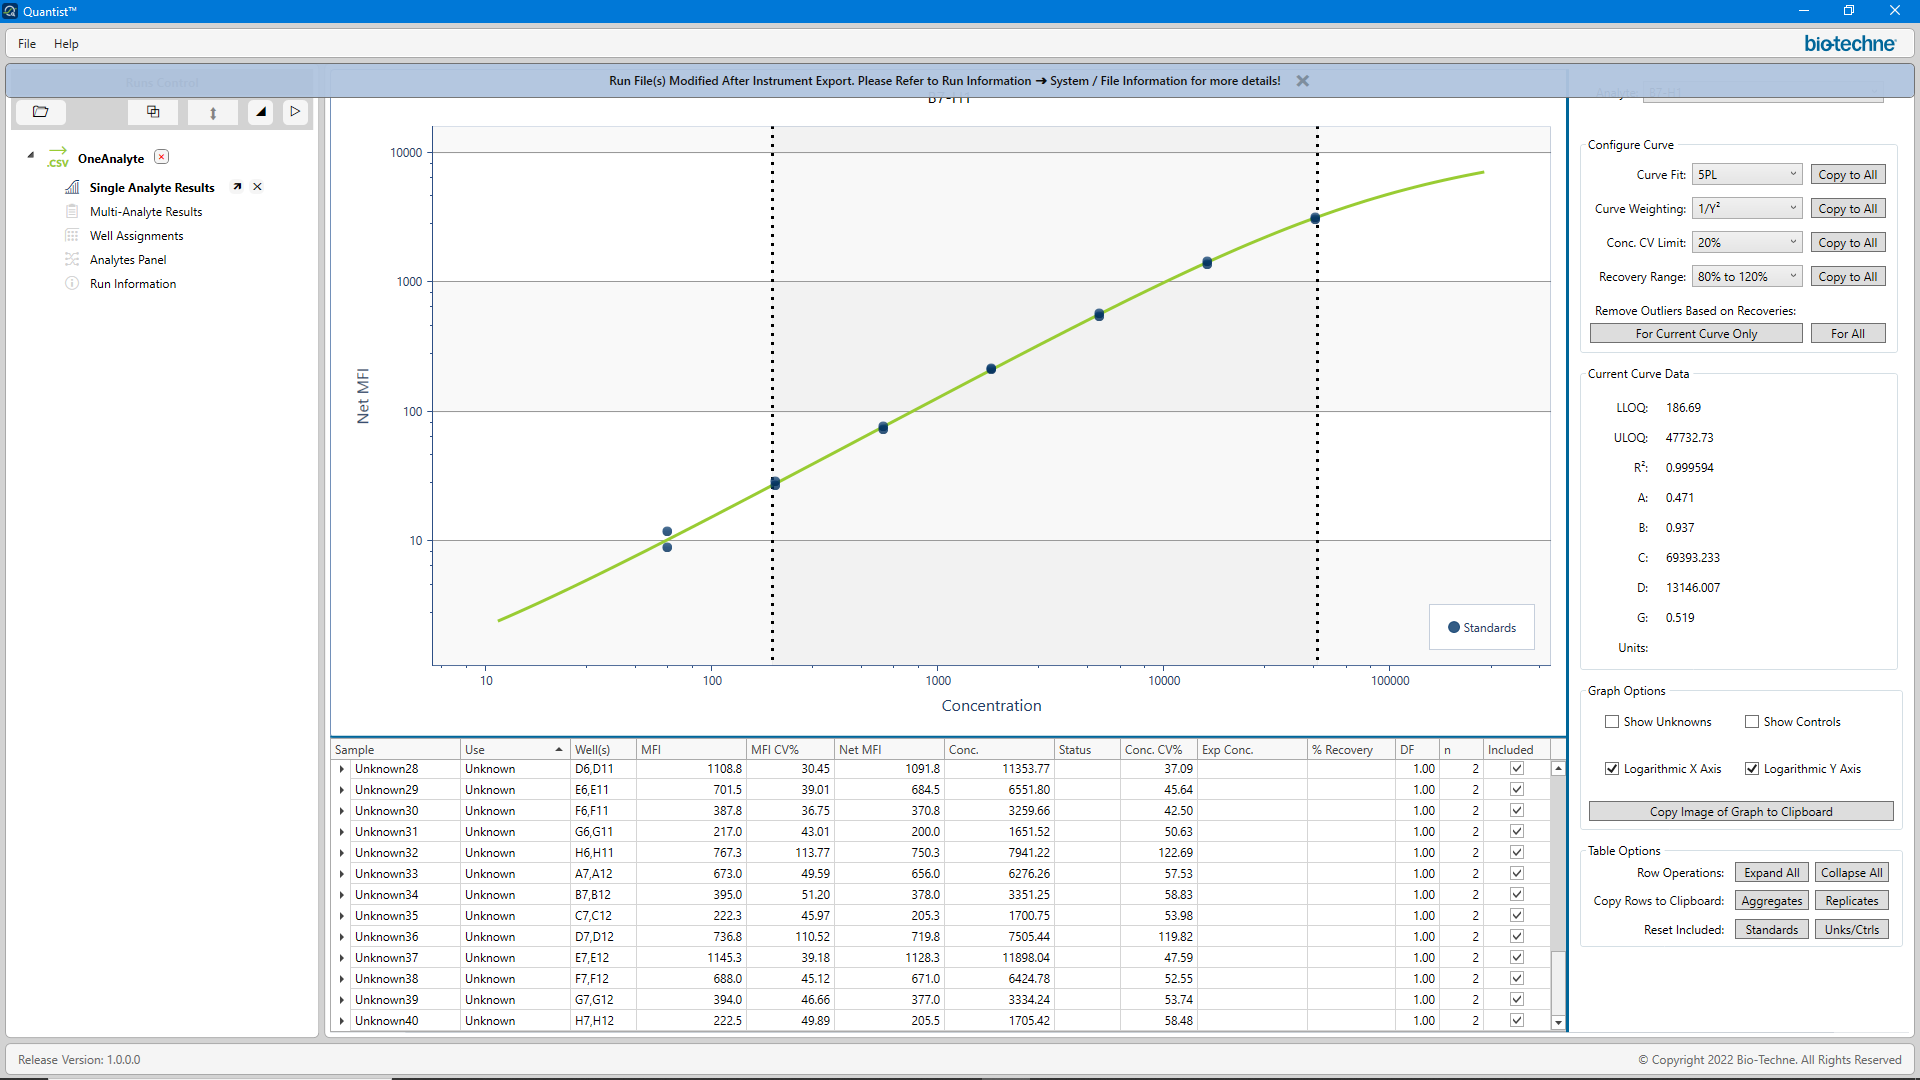 Quantist™
File Help
bio-techne
Runs Control
Run File(s) Modified After Instrument Export. Please Refer to Run Information ➔ System / File Information for more details!
B7-H1
Analyte: B7-H1
.CSV OneAnalyte
Single Analyte Results
Multi-Analyte Results
Well Assignments
Analytes Panel
Run Information
Net MFI
10000
1000
100
10
10 100 1000 10000 100000
Concentration
Standards
Configure Curve
Curve Fit: 5PL Copy to All
Curve Weighting: 1/Y² Copy to All
Conc. CV Limit: 20% Copy to All
Recovery Range: 80% to 120% Copy to All
Remove Outliers Based on Recoveries:
For Current Curve Only For All
Current Curve Data
LLOQ: 186.69
ULOQ: 47732.73
R²: 0.999594
A: 0.471
B: 0.937
C: 69393.233
D: 13146.007
G: 0.519
Units:
Graph Options
Show Unknowns Show Controls
Logarithmic X Axis Logarithmic Y Axis
Copy Image of Graph to Clipboard
Table Options
Row Operations: Expand All Collapse All
Copy Rows to Clipboard: Aggregates Replicates
Reset Included: Standards Unks/Ctrls
Sample Use Well(s) MFI MFI CV% Net MFI Conc. Status Conc. CV% Exp Conc. % Recovery DF n Included
Unknown28 Unknown D6,D11 1108.8 30.45 1091.8 11353.77 37.09 1.00 2
Unknown29 Unknown E6,E11 701.5 39.01 684.5 6551.80 45.64 1.00 2
Unknown30 Unknown F6,F11 387.8 36.75 370.8 3259.66 42.50 1.00 2
Unknown31 Unknown G6,G11 217.0 43.01 200.0 1651.52 50.63 1.00 2
Unknown32 Unknown H6,H11 767.3 113.77 750.3 7941.22 122.69 1.00 2
Unknown33 Unknown A7,A12 673.0 49.59 656.0 6276.26 57.53 1.00 2
Unknown34 Unknown B7,B12 395.0 51.20 378.0 3351.25 58.83 1.00 2
Unknown35 Unknown C7,C12 222.3 45.97 205.3 1700.75 53.98 1.00 2
Unknown36 Unknown D7,D12 736.8 110.52 719.8 7505.44 119.82 1.00 2
Unknown37 Unknown E7,E12 1145.3 39.18 1128.3 11898.04 47.59 1.00 2
Unknown38 Unknown F7,F12 688.0 45.12 671.0 6424.78 52.55 1.00 2
Unknown39 Unknown G7,G12 394.0 46.66 377.0 3334.24 53.74 1.00 2
Unknown40 Unknown H7,H12 222.5 49.89 205.5 1705.42 58.48 1.00 2
Release Version: 1.0.0.0
© Copyright 2022 Bio-Techne. All Rights Reserved